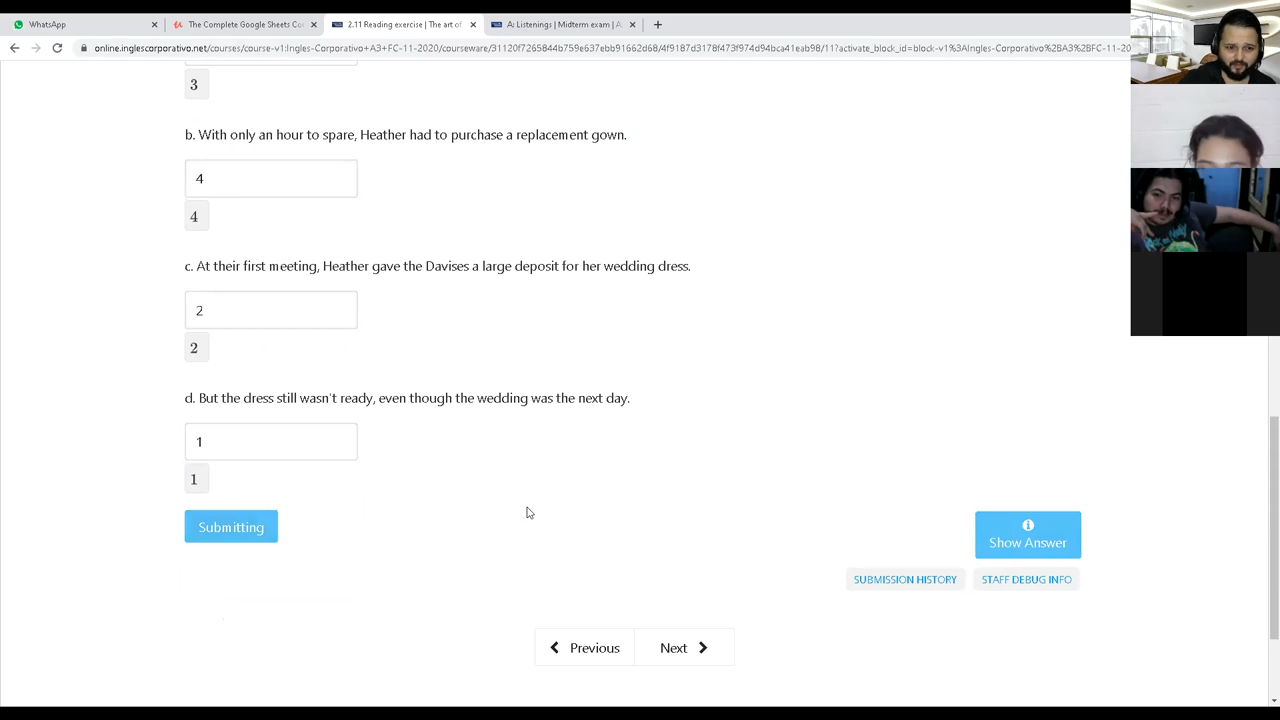 WhatsApp
The Complete Google Sheets Co
2.11 Reading exercise | The art of
A: Listenings | Midterm exam | A
3
b. With only an hour to spare, Heather had to purchase a replacement gown.
4
4
c. At their first meeting, Heather gave the Davises a large deposit for her wedding dress.
2
2
d. But the dress still wasn't ready, even though the wedding was the next day.
1
1
Submitting
Show Answer
SUBMISSION HISTORY
STAFF DEBUG INFO
Previous
Next